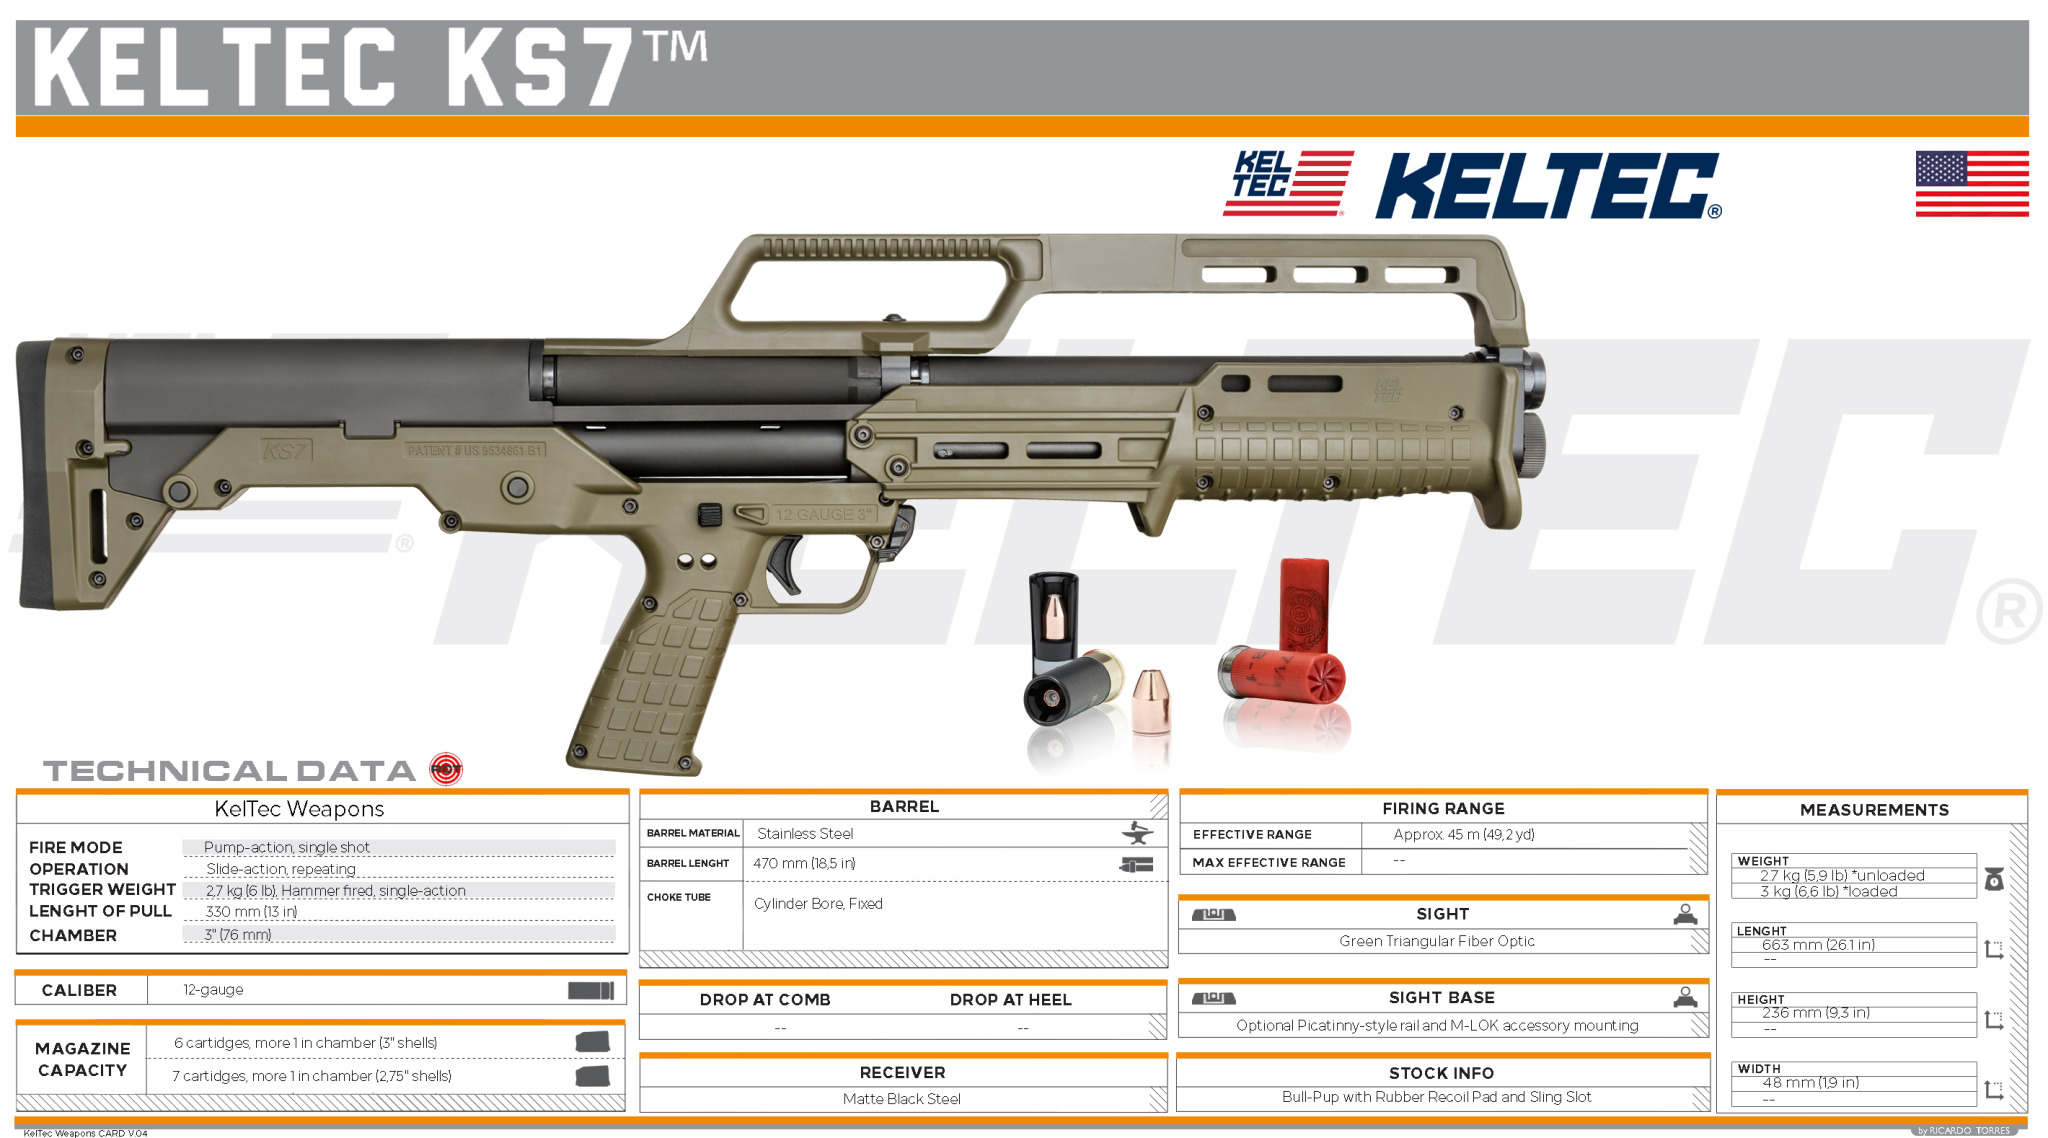 KELTEC KS7™
KEL
TEC
®
KELTEC®
KELTEC®
®
KEL
TEC
KS7
PATENT # US 9534861 B1
12 GAUGE 3"
TECHNICAL DATA
KelTec Weapons
FIRE MODE Pump-action, single shot
OPERATION Slide-action, repeating
TRIGGER WEIGHT 2,7 kg (6 lb), Hammer fired, single-action
LENGHT OF PULL 330 mm (13 in)
CHAMBER 3" (76 mm)
CALIBER 12-gauge
MAGAZINE CAPACITY
6 cartidges, more 1 in chamber (3" shells)
7 cartidges, more 1 in chamber (2,75" shells)
BARREL
BARREL MATERIAL Stainless Steel
BARREL LENGHT 470 mm (18,5 in)
CHOKE TUBE Cylinder Bore, Fixed
DROP AT COMB DROP AT HEEL
-- --
RECEIVER
Matte Black Steel
FIRING RANGE
EFFECTIVE RANGE Approx. 45 m (49,2 yd)
MAX EFFECTIVE RANGE --
SIGHT
Green Triangular Fiber Optic
SIGHT BASE
Optional Picatinny-style rail and M-LOK accessory mounting
STOCK INFO
Bull-Pup with Rubber Recoil Pad and Sling Slot
MEASUREMENTS
WEIGHT
2.7 kg (5,9 lb) *unloaded
3 kg (6,6 lb) *loaded
LENGHT
663 mm (26.1 in)
--
HEIGHT
236 mm (9,3 in)
--
WIDTH
48 mm (1,9 in)
--
KelTec Weapons CARD V.04
by RICARDO TORRES